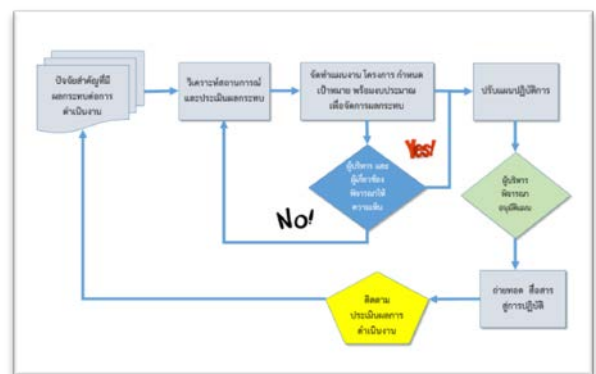 ปัจจัยสำคัญที่มี
ผลกระทบต่อการ
ดำเนินงาน
วิเคราะห์สถานการณ์
และประเมินผลกระทบ
จัดทำแผนงาน โครงการ กำหนด
เป้าหมาย พร้อมงบประมาณ
เพื่อจัดการผลกระทบ
ปรับแผนปฏิบัติการ
ผู้บริหาร และ
ผู้เกี่ยวข้อง
พิจารณาให้
ความเห็น
Yes!
No!
ผู้บริหาร
พิจารณา
อนุมัติแผน
ถ่ายทอด สื่อสาร
สู่การปฏิบัติ
ติดตาม
ประเมินผลการ
ดำเนินงาน